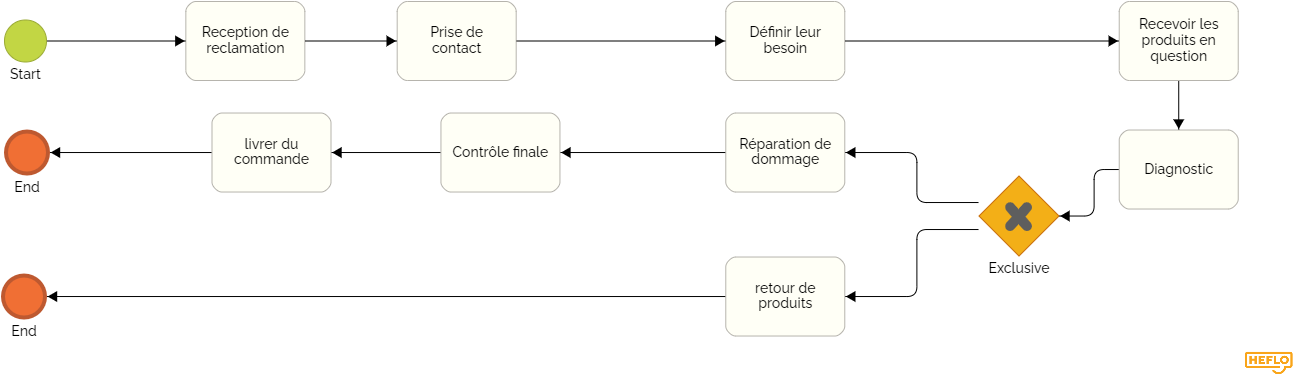 Start
Reception de
reclamation
Prise de
contact
Définir leur
besoin
Recevoir les
produits en
question
Diagnostic
Exclusive
Réparation de
dommage
Contrôle finale
livrer du
commande
End
retour de
produits
End
HEFLO